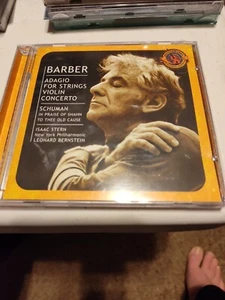 BARBER
ADAGIO
FOR STRINGS
VIOLIN
CONCERTO
SCHUMAN
IN PRAISE OF SHAHN
TO THEE OLD CAUSE
ISAAC STERN
New York Philharmonic
LEONARD BERNSTEIN